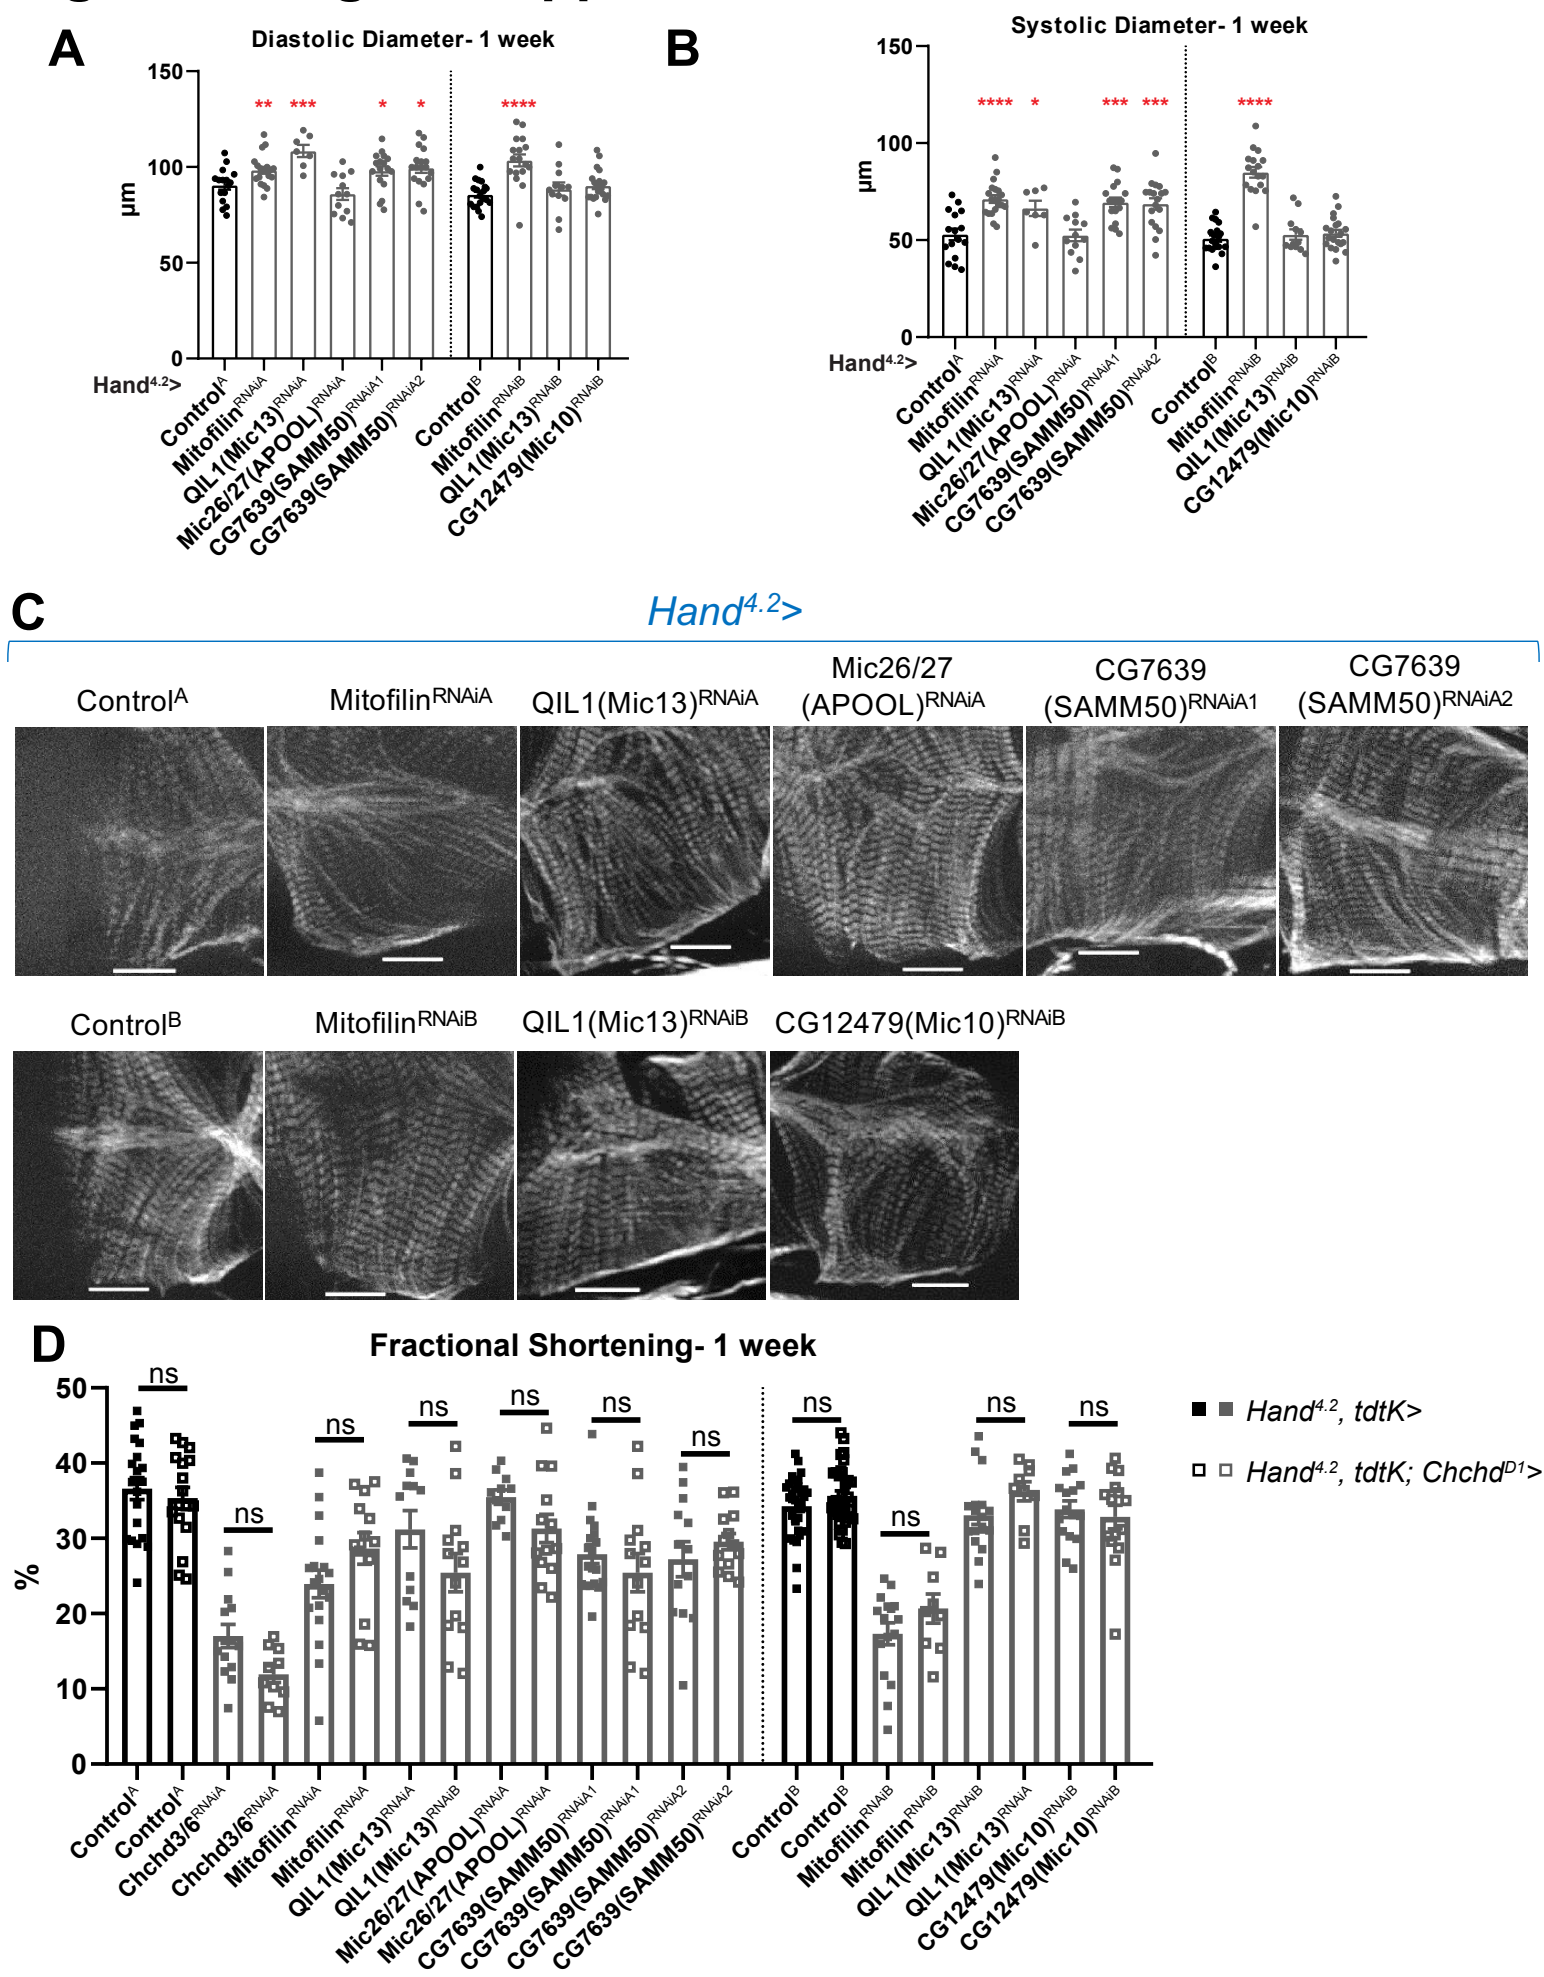 A
Diastolic Diameter- 1 week
150
100
50
0
µm
** *** * * ****
Hand4.2>
ControlA
MitofilinRNAiA
QIL1(Mic13)RNAiA
Mic26/27(APOOL)RNAiA
CG7639(SAMM50)RNAiA1
CG7639(SAMM50)RNAiA2
ControlB
MitofilinRNAiB
QIL1(Mic13)RNAiB
CG12479(Mic10)RNAiB
B
Systolic Diameter- 1 week
150
100
50
0
µm
**** * *** *** ****
Hand4.2>
ControlA
MitofilinRNAiA
QIL1(Mic13)RNAiA
Mic26/27(APOOL)RNAiA
CG7639(SAMM50)RNAiA1
CG7639(SAMM50)RNAiA2
ControlB
MitofilinRNAiB
QIL1(Mic13)RNAiB
CG12479(Mic10)RNAiB
C
Hand4.2>
ControlA
MitofilinRNAiA
QIL1(Mic13)RNAiA
Mic26/27
(APOOL)RNAiA
CG7639
(SAMM50)RNAiA1
CG7639
(SAMM50)RNAiA2
ControlB
MitofilinRNAiB
QIL1(Mic13)RNAiB
CG12479(Mic10)RNAiB
D
Fractional Shortening- 1 week
50
40
30
20
10
0
%
ns
ns
ns
ns
ns
ns
ns
ns
ns
ns
ns
Hand4.2, tdtK>
Hand4.2, tdtK; ChchdD1>
ControlA
ControlA
Chchd3/6RNAiA
Chchd3/6RNAiA
MitofilinRNAiA
MitofilinRNAiA
QIL1(Mic13)RNAiA
QIL1(Mic13)RNAiB
Mic26/27(APOOL)RNAiA
Mic26/27(APOOL)RNAiA
CG7639(SAMM50)RNAiA1
CG7639(SAMM50)RNAiA1
CG7639(SAMM50)RNAiA2
CG7639(SAMM50)RNAiA2
ControlB
ControlB
MitofilinRNAiB
MitofilinRNAiB
QIL1(Mic13)RNAiB
QIL1(Mic13)RNAiA
CG12479(Mic10)RNAiB
CG12479(Mic10)RNAiB